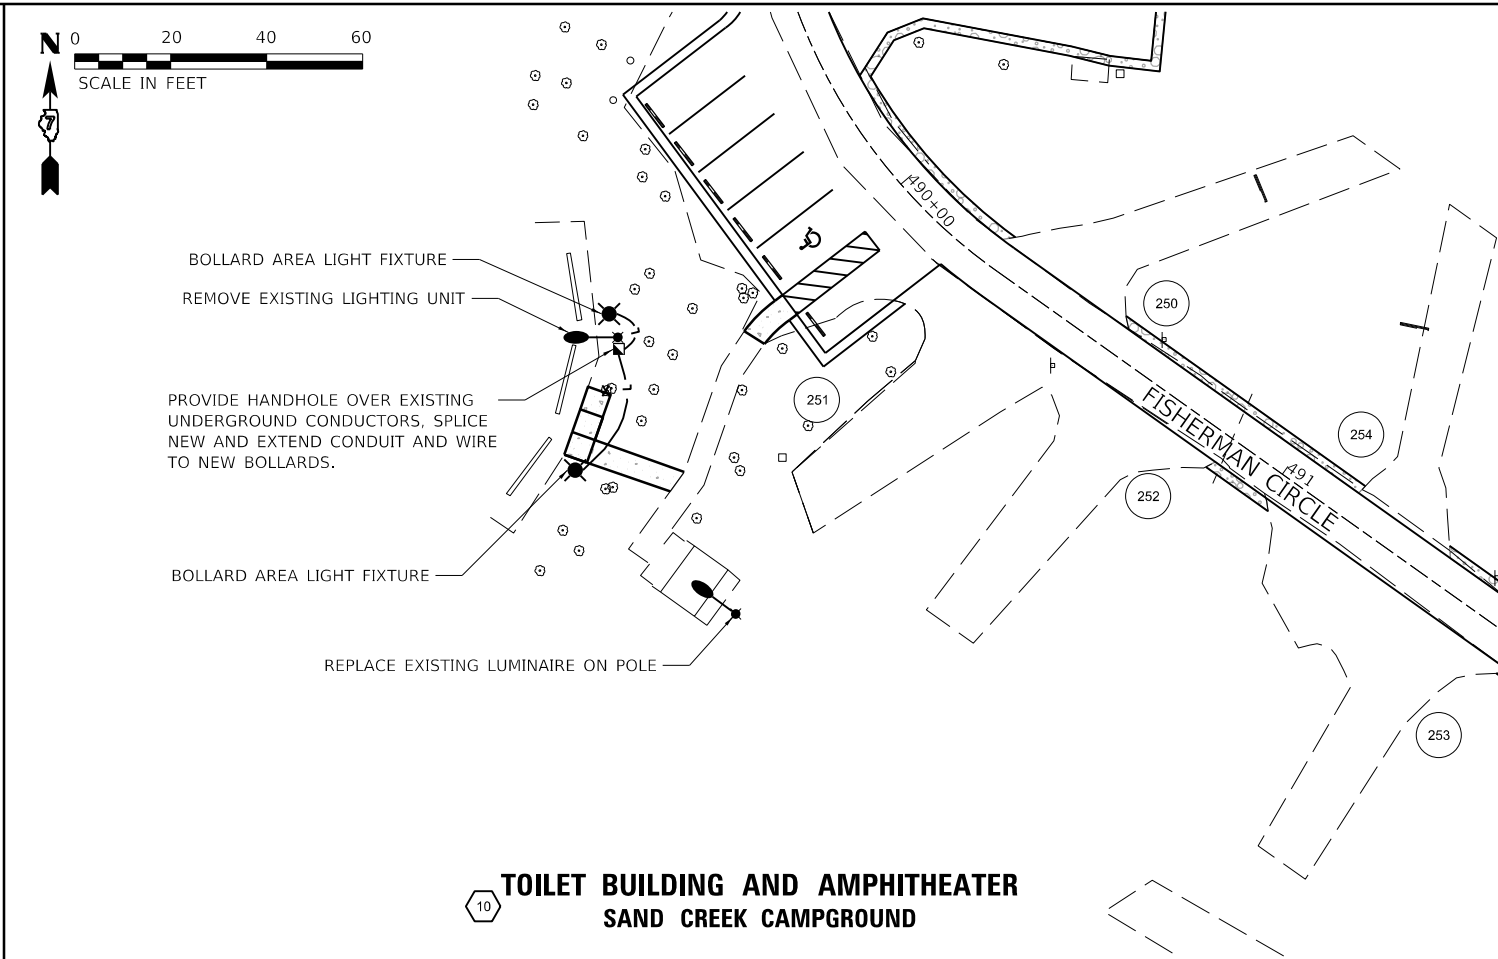 N
0 20 40 60
SCALE IN FEET
7
490+00
BOLLARD AREA LIGHT FIXTURE
REMOVE EXISTING LIGHTING UNIT
250
PROVIDE HANDHOLE OVER EXISTING
UNDERGROUND CONDUCTORS, SPLICE
NEW AND EXTEND CONDUIT AND WIRE
TO NEW BOLLARDS.
251
FISHERMAN CIRCLE
254
491
252
BOLLARD AREA LIGHT FIXTURE
REPLACE EXISTING LUMINAIRE ON POLE
253
10
TOILET BUILDING AND AMPHITHEATER
SAND CREEK CAMPGROUND